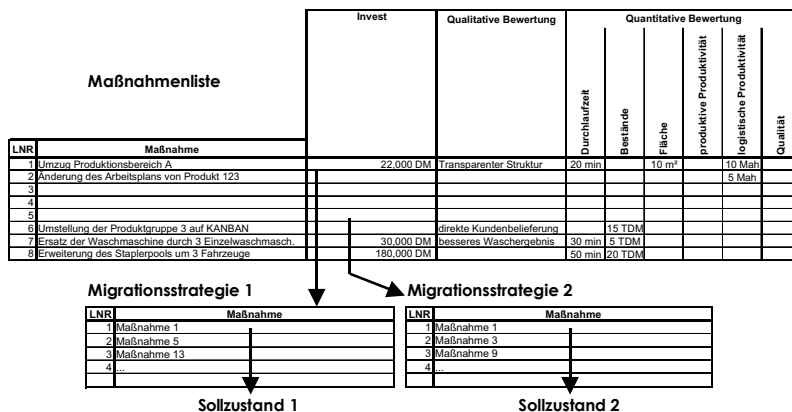 Invest Qualitative Bewertung Quantitative Bewertung
Maßnahmenliste
Durchlaufzeit
Bestände
Fläche
produktive Produktivität
logistische Produktivität
Qualität
LNR Maßnahme
1 Umzug Produktionsbereich A 22,000 DM Transparenter Struktur 20 min 10 m² 10 Mah
2 Änderung des Arbeitsplans von Produkt 123 5 Mah
3
4
5
6 Umstellung der Produktgruppe 3 auf KANBAN direkte Kundenbelieferung 15 TDM
7 Ersatz der Waschmaschine durch 3 Einzelwaschmasch. 30,000 DM besseres Waschergebnis 30 min 5 TDM
8 Erweiterung des Staplerpools um 3 Fahrzeuge 180,000 DM 50 min 20 TDM
Migrationsstrategie 1
LNR Maßnahme
1 Maßnahme 1
2 Maßnahme 5
3 Maßnahme 13
4 ...
Sollzustand 1
Migrationsstrategie 2
LNR Maßnahme
1 Maßnahme 1
2 Maßnahme 3
3 Maßnahme 9
4 ...
Sollzustand 2